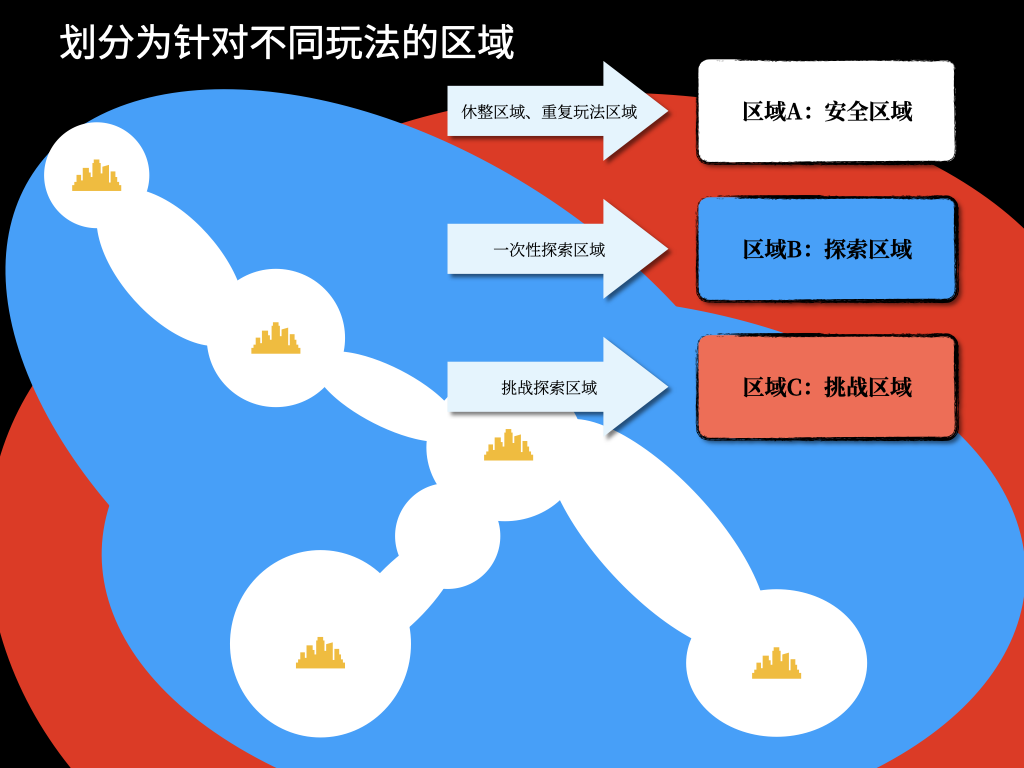 划分为针对不同玩法的区域
休整区域、重复玩法区域
区域A：安全区域
一次性探索区域
区域B：探索区域
挑战探索区域
区域C：挑战区域